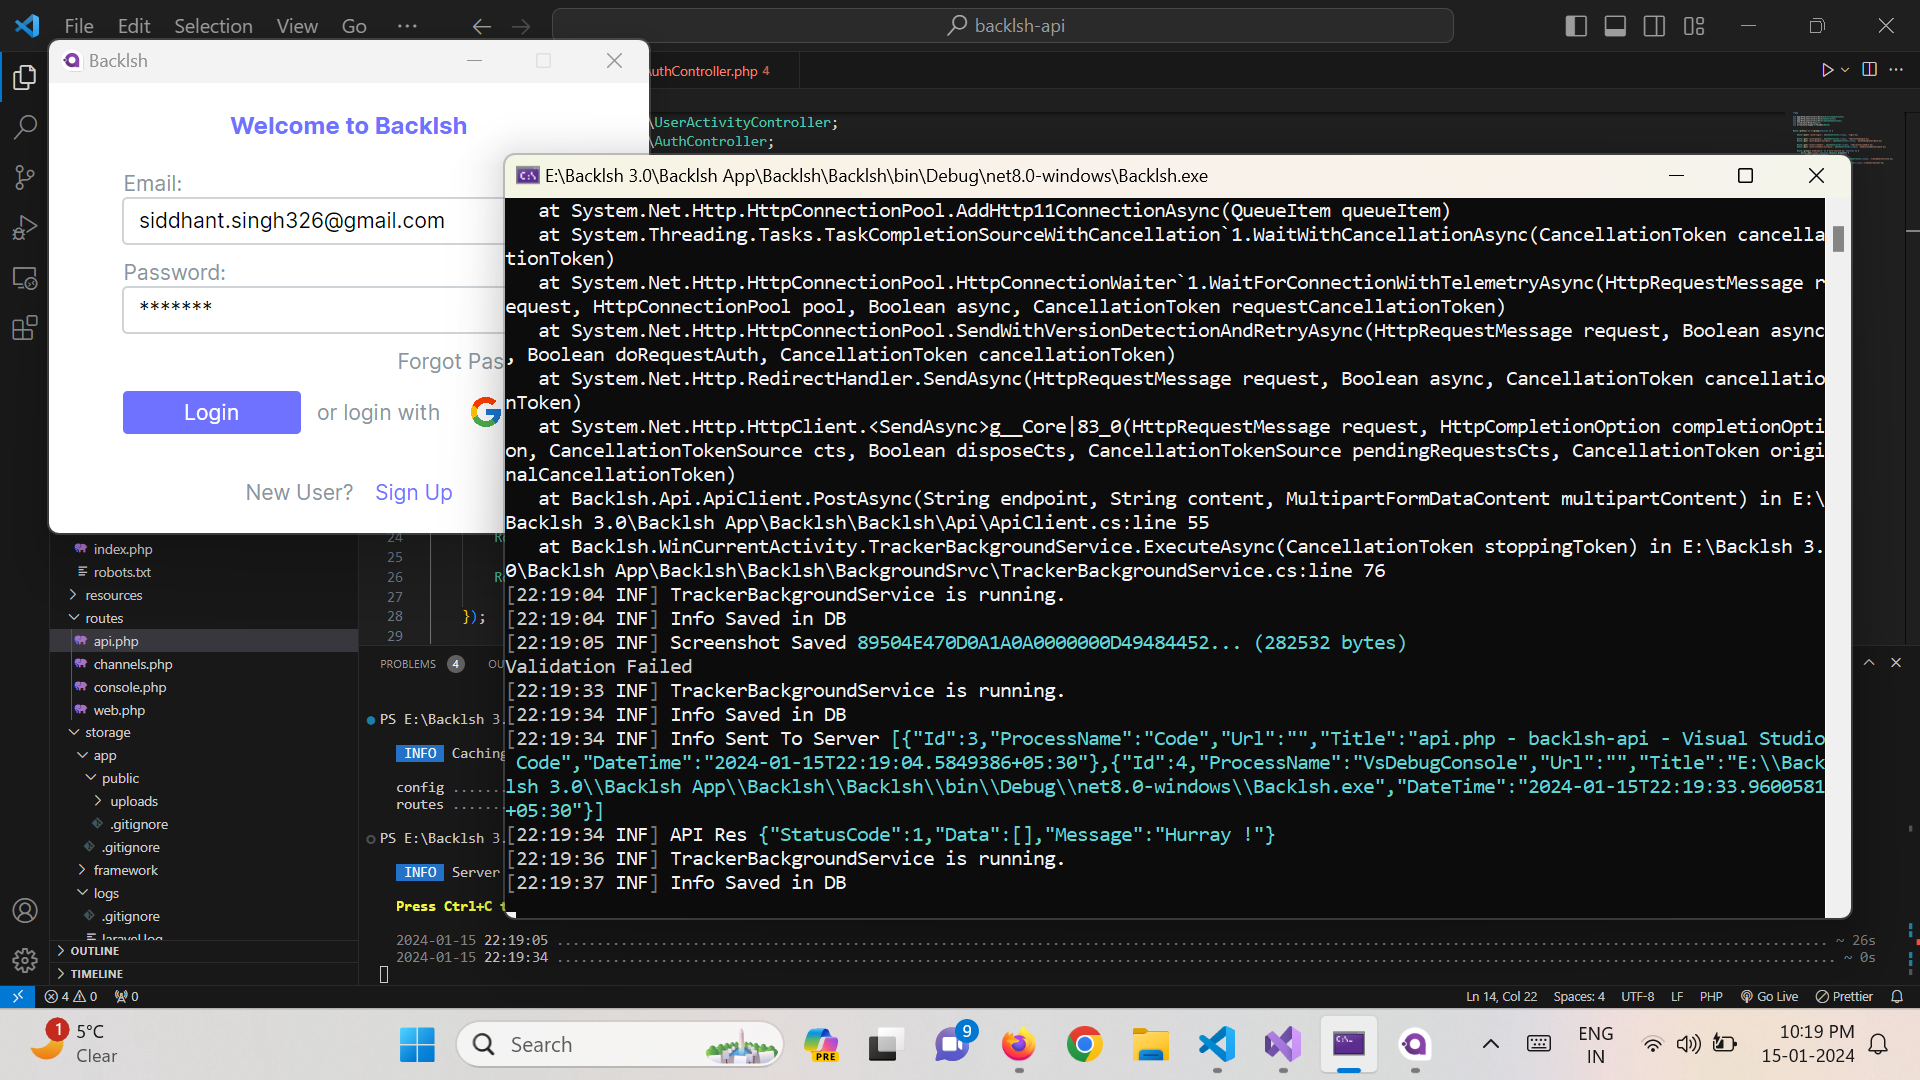 File Edit Selection View Go ···
backlsh-api
Backlsh
Welcome to Backlsh
Email:
siddhant.singh326@gmail.com
Password:
*******
Forgot Pas
Login or login with
New User? Sign Up
uthController.php 4
\UserActivityController;
\AuthController;
E:\Backlsh 3.0\Backlsh App\Backlsh\Backlsh\bin\Debug\net8.0-windows\Backlsh.exe
at System.Net.Http.HttpConnectionPool.AddHttp11ConnectionAsync(QueueItem queueItem)
at System.Threading.Tasks.TaskCompletionSourceWithCancellation`1.WaitWithCancellationAsync(CancellationToken cancella
tionToken)
at System.Net.Http.HttpConnectionPool.HttpConnectionWaiter`1.WaitForConnectionWithTelemetryAsync(HttpRequestMessage r
equest, HttpConnectionPool pool, Boolean async, CancellationToken requestCancellationToken)
at System.Net.Http.HttpConnectionPool.SendWithVersionDetectionAndRetryAsync(HttpRequestMessage request, Boolean async
, Boolean doRequestAuth, CancellationToken cancellationToken)
at System.Net.Http.RedirectHandler.SendAsync(HttpRequestMessage request, Boolean async, CancellationToken cancellatio
nToken)
at System.Net.Http.HttpClient.<SendAsync>g__Core|83_0(HttpRequestMessage request, HttpCompletionOption completionOpti
on, CancellationTokenSource cts, Boolean disposeCts, CancellationTokenSource pendingRequestsCts, CancellationToken origi
nalCancellationToken)
at Backlsh.Api.ApiClient.PostAsync(String endpoint, String content, MultipartFormDataContent multipartContent) in E:\
Backlsh 3.0\Backlsh App\Backlsh\Backlsh\Api\ApiClient.cs:line 55
at Backlsh.WinCurrentActivity.TrackerBackgroundService.ExecuteAsync(CancellationToken stoppingToken) in E:\Backlsh 3.
0\Backlsh App\Backlsh\Backlsh\BackgroundSrvc\TrackerBackgroundService.cs:line 76
[22:19:04 INF] TrackerBackgroundService is running.
[22:19:04 INF] Info Saved in DB
[22:19:05 INF] Screenshot Saved 89504E470D0A1A0A0000000D49484452... (282532 bytes)
Validation Failed
[22:19:33 INF] TrackerBackgroundService is running.
[22:19:34 INF] Info Saved in DB
[22:19:34 INF] Info Sent To Server [{"Id":3,"ProcessName":"Code","Url":"","Title":"api.php - backlsh-api - Visual Studio
Code","DateTime":"2024-01-15T22:19:04.5849386+05:30"},{"Id":4,"ProcessName":"VsDebugConsole","Url":"","Title":"E:\\Back
lsh 3.0\\Backlsh App\\Backlsh\\Backlsh\\bin\\Debug\\net8.0-windows\\Backlsh.exe","DateTime":"2024-01-15T22:19:33.9600581
+05:30"}]
[22:19:34 INF] API Res {"StatusCode":1,"Data":[],"Message":"Hurray !"}
[22:19:36 INF] TrackerBackgroundService is running.
[22:19:37 INF] Info Saved in DB
index.php
robots.txt
resources
routes
api.php
channels.php
console.php
web.php
storage
app
public
uploads
.gitignore
.gitignore
framework
logs
.gitignore
laravel.log
OUTLINE
TIMELINE
24
25
26
27
28 });
29
PROBLEMS 4 OU
PS E:\Backlsh 3.
INFO Caching
config .......
routes .......
PS E:\Backlsh 3.
INFO Server
Press Ctrl+C t
2024-01-15 22:19:05 ~ 26s
2024-01-15 22:19:34 ~ 0s
4 0 0
Ln 14, Col 22 Spaces: 4 UTF-8 LF PHP Go Live Prettier
1
5°C
Clear
Search
PRE
9
ENG
IN
10:19 PM
15-01-2024